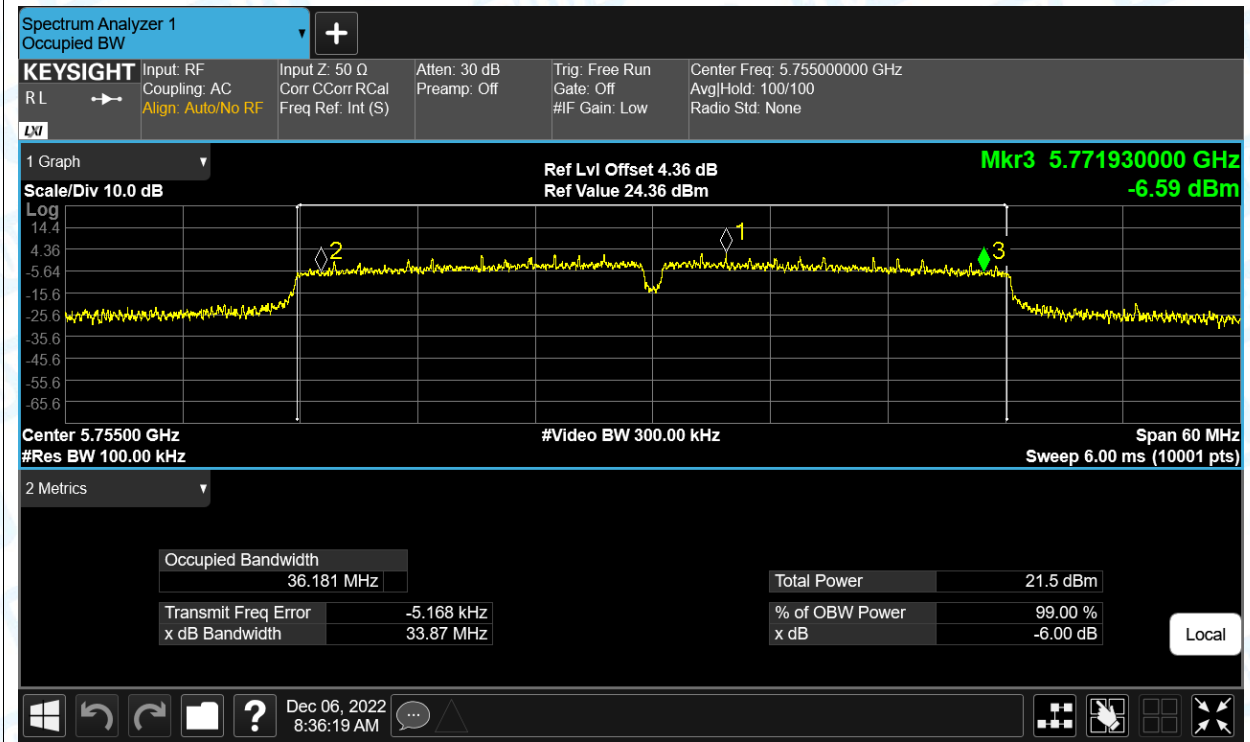 Spectrum Analyzer 1
Occupied BW
KEYSIGHT
R L
LXI
Input: RF
Coupling: AC
Align: Auto/No RF
Input Z: 50 Ω
Corr CCorr RCal
Freq Ref: Int (S)
Atten: 30 dB
Preamp: Off
Trig: Free Run
Gate: Off
#IF Gain: Low
Center Freq: 5.755000000 GHz
Avg|Hold: 100/100
Radio Std: None
1 Graph
Scale/Div 10.0 dB
Ref Lvl Offset 4.36 dB
Ref Value 24.36 dBm
Mkr3 5.771930000 GHz
-6.59 dBm
Log
14.4
4.36
-5.64
-15.6
-25.6
-35.6
-45.6
-55.6
-65.6
2
1
3
Center 5.75500 GHz
#Res BW 100.00 kHz
#Video BW 300.00 kHz
Span 60 MHz
Sweep 6.00 ms (10001 pts)
2 Metrics
Occupied Bandwidth
36.181 MHz
Transmit Freq Error -5.168 kHz
x dB Bandwidth 33.87 MHz
Total Power 21.5 dBm
% of OBW Power 99.00 %
x dB -6.00 dB
Local
?
Dec 06, 2022
8:36:19 AM